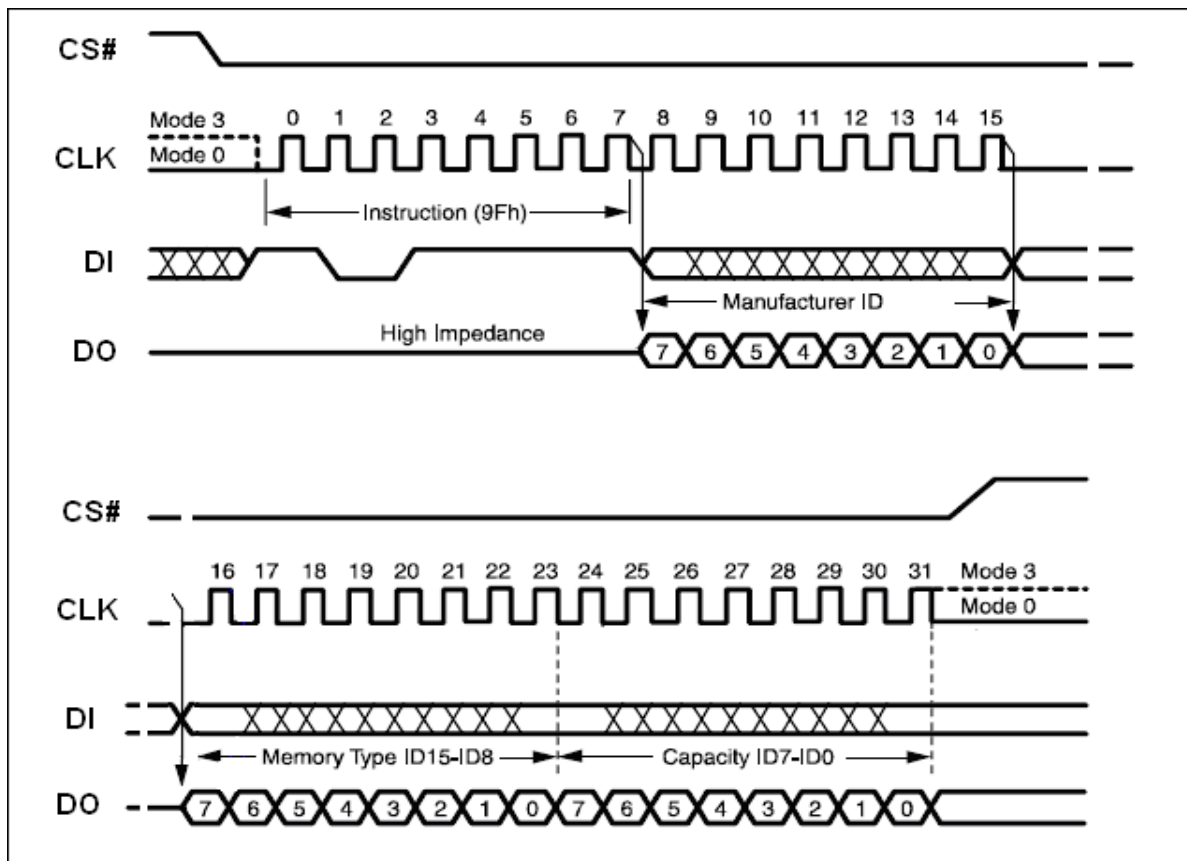 CS#
Mode 3
0 1 2 3 4 5 6 7 8 9 10 11 12 13 14 15
CLK
Mode 0
Instruction (9Fh)
DI
Manufacturer ID
High Impedance
DO
7 6 5 4 3 2 1 0
CS#
16 17 18 19 20 21 22 23 24 25 26 27 28 29 30 31
Mode 3
CLK
Mode 0
DI
Memory Type ID15-ID8
Capacity ID7-ID0
DO
7 6 5 4 3 2 1 0 7 6 5 4 3 2 1 0